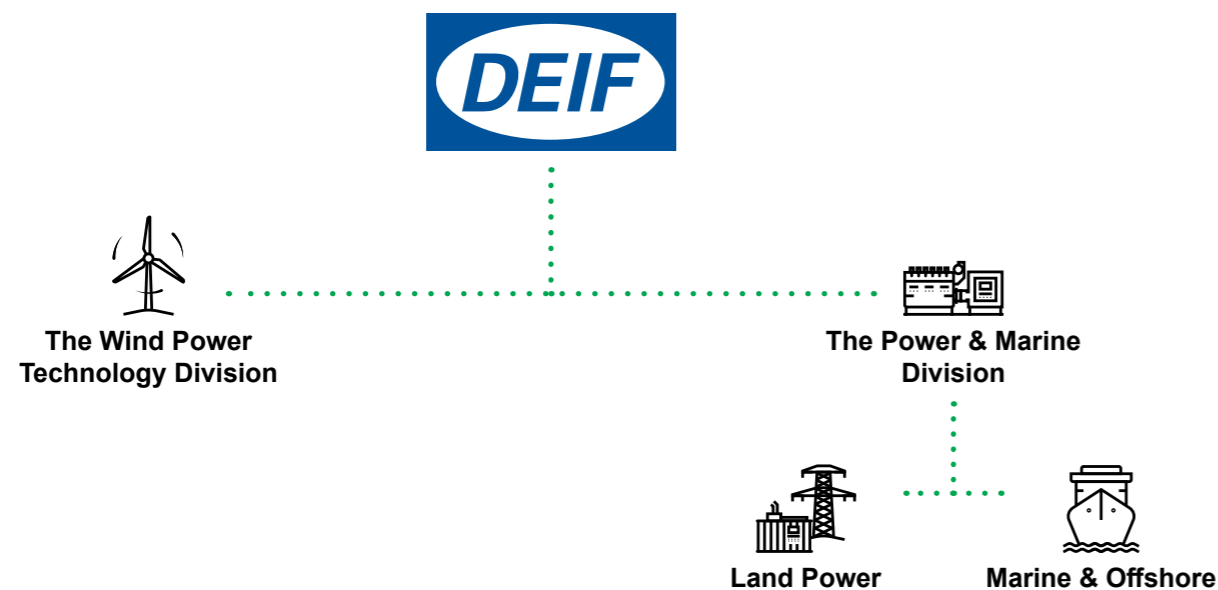 DEIF
The Wind Power
Technology Division
The Power & Marine
Division
Land Power
Marine & Offshore